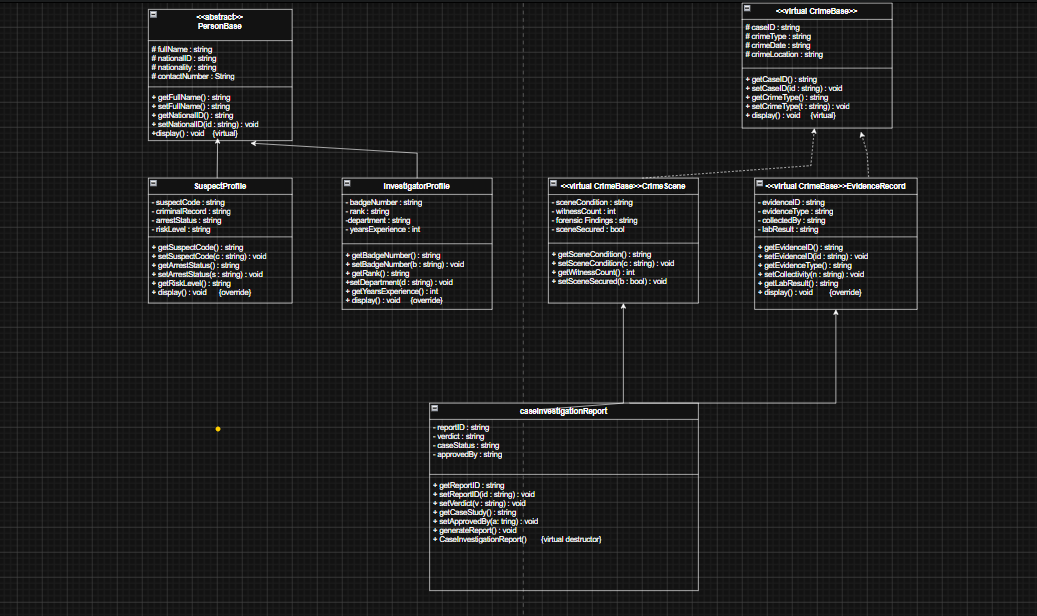 <<abstract>>
PersonBase
# fullName : string
# nationalID : string
# nationality : string
# contactNumber : String
+ getFullName() : string
+ setFullName() : string
+ getNationalID() : string
+ setNationalID(id : string) : void
+display() : void {virtual}
<<virtual CrimeBase>>
# caseID : string
# crimeType : string
# crimeDate : string
# crimeLocation : string
+ getCaseID() : string
+ setCaseID(id : string) : void
+ getCrimeType() : string
+ setCrimeType(t : string) : void
+ display() : void {virtual}
SuspectProfile
- suspectCode : string
- criminalRecord : string
- arrestStatus : string
- riskLevel : string
+ getSuspectCode() : string
+ setSuspectCode(c : string) : void
+ getArrestStatus() : string
+ setArrestStatus(s : string) : void
+ getRiskLevel() : string
+ display() : void {override}
InvestigatorProfile
- badgeNumber : string
- rank : string
-department : string
- yearsExperience : int
+ getBadgeNumber() : string
+ setBadgeNumber(b : string) : void
+ getRank() : string
+setDepartment(d : string) : void
+ getYearsExperience() : int
+ display() : void {override}
<<virtual CrimeBase>>CrimeScene
- sceneCondition : string
- witnessCount : int
- forensic Findings : string
- sceneSecured : bool
+ getSceneCondition() : string
+ setSceneCondition(c : string) : void
+ getWitnessCount() : int
+ setSceneSecured(b : bool) : void
<<virtual CrimeBase>>EvidenceRecord
- evidenceID : string
- evidenceType : string
- collectedBy : string
- labResult : string
+ getEvidenceID() : string
+ setEvidenceID(id : string) : void
+ getEvidenceType() : string
+ setCollectivity(n : string) : void
+ getLabResult() : string
+ display() : void {override}
caseInvestigationReport
- reportID : string
- verdict : string
- caseStatus : string
- approvedBy : string
+ getReportID : string
+ setReportID(id : string) : void
+ setVerdict(v : string) : void
+ getCaseStudy() : string
+ setApprovedBy(a: tring) : void
+ generateReport() : void
+ CaseInvestigationReport() {virtual destructor}